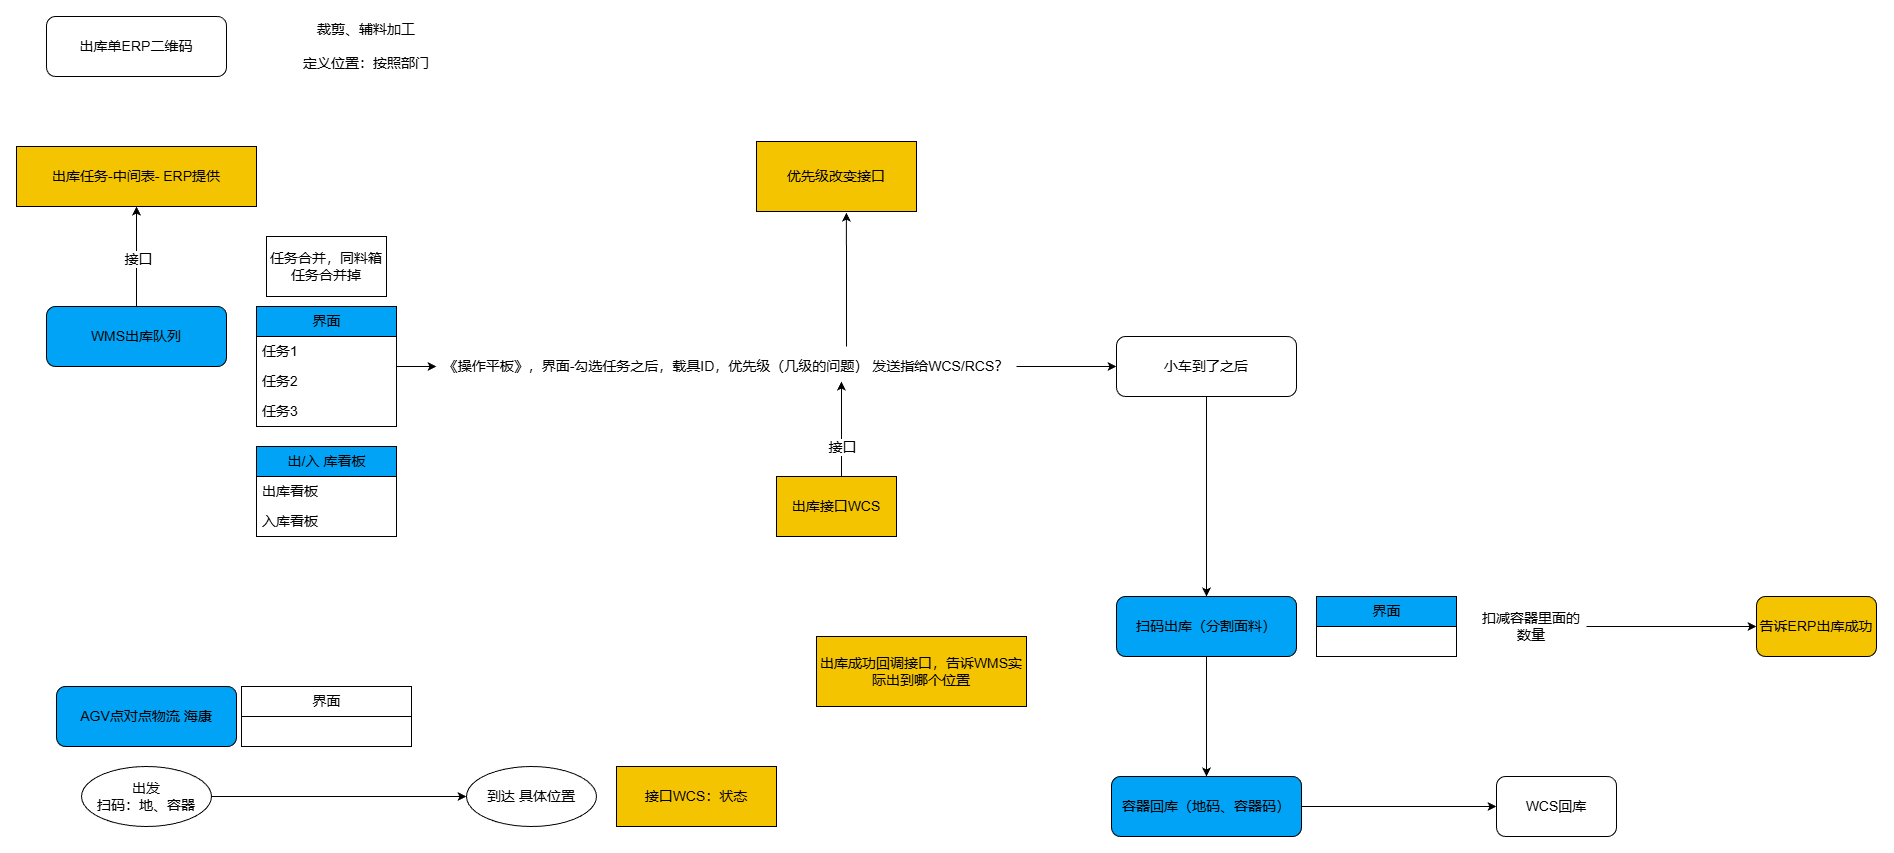 出库单ERP二维码
裁剪、辅料加工
定义位置：按照部门
出库任务-中间表- ERP提供
优先级改变接口
接口
任务合并，同料箱
任务合并掉
WMS出库队列
界面
任务1
任务2
任务3
《操作平板》，界面-勾选任务之后，载具ID，优先级（几级的问题） 发送指给WCS/RCS？
小车到了之后
接口
出/入 库看板
出库看板
入库看板
出库接口WCS
扫码出库（分割面料）
界面
扣减容器里面的
数量
告诉ERP出库成功
出库成功回调接口，告诉WMS实
际出到哪个位置
AGV点对点物流 海康
界面
出发
扫码：地、容器
到达 具体位置
接口WCS：状态
容器回库（地码、容器码）
WCS回库